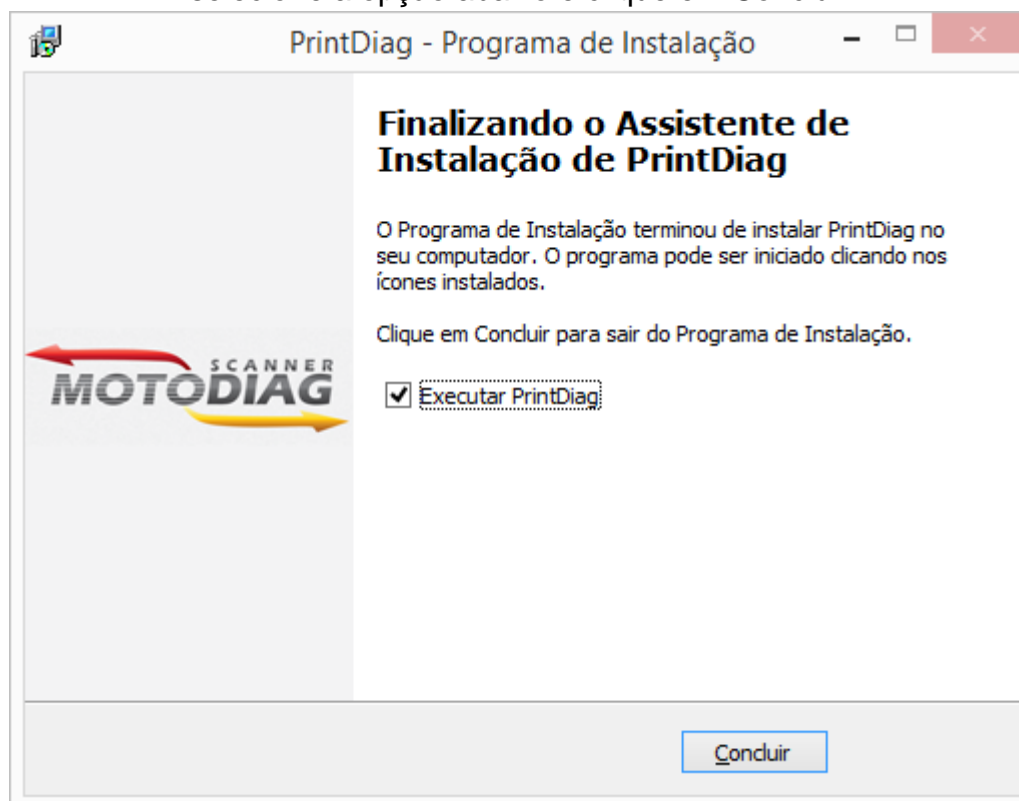 PrintDiag - Programa de Instalação
Finalizando o Assistente de
Instalação de PrintDiag
O Programa de Instalação terminou de instalar PrintDiag no
seu computador. O programa pode ser iniciado clicando nos
ícones instalados.
Clique em Concluir para sair do Programa de Instalação.
SCANNER
MOTODIAG
Executar PrintDiag
Concluir